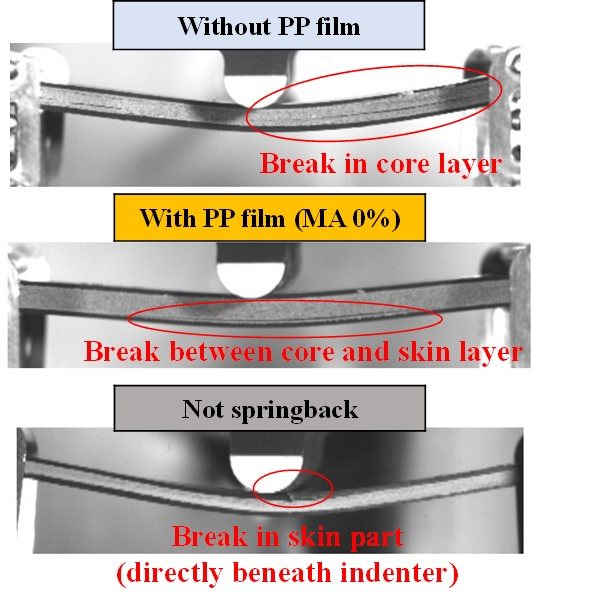 Without PP film
Break in core layer
With PP film (MA 0%)
Break between core and skin layer
Not springback
Break in skin part
(directly beneath indenter)